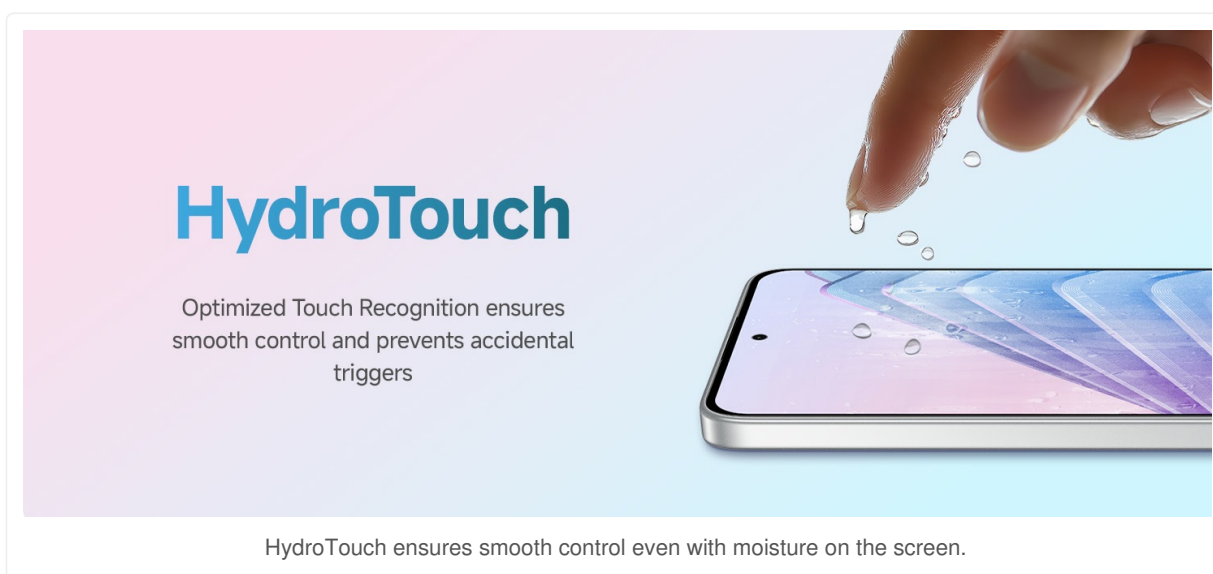 HydroTouch
Optimized Touch Recognition ensures
smooth control and prevents accidental
triggers
HydroTouch ensures smooth control even with moisture on the screen.